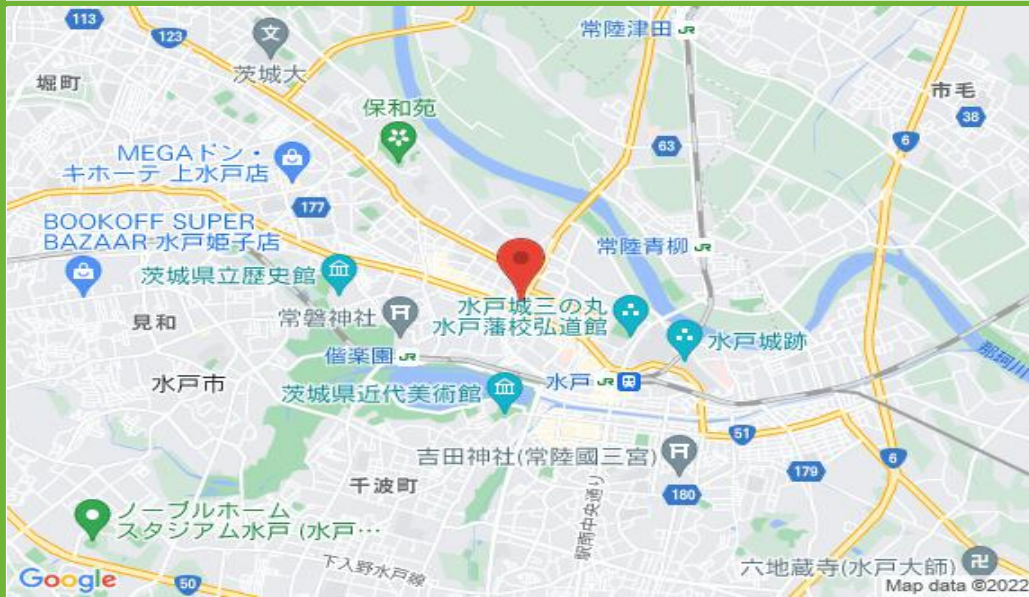 113
123
茨城大
常陸津田 JR
堀町
保和苑
市毛
38
6
63
MEGAドン・
キホーテ 上水戸店
177
BOOKOFF SUPER
BAZAAR 水戸姫子店
常陸青柳 JR
茨城県立歴史館
水戸城三の丸
水戸藩校弘道館
常磐神社
見和
水戸城跡
那珂川
偕楽園 JR
水戸市
水戸 JR
茨城県近代美術館
51
吉田神社(常陸國三宮)
6
179
千波町
180
駅南中央通り
ノーブルホーム
スタジアム水戸 (水戸…
下入野水戸線
六地蔵寺(水戸大師)
50
Google
Map data ©2022